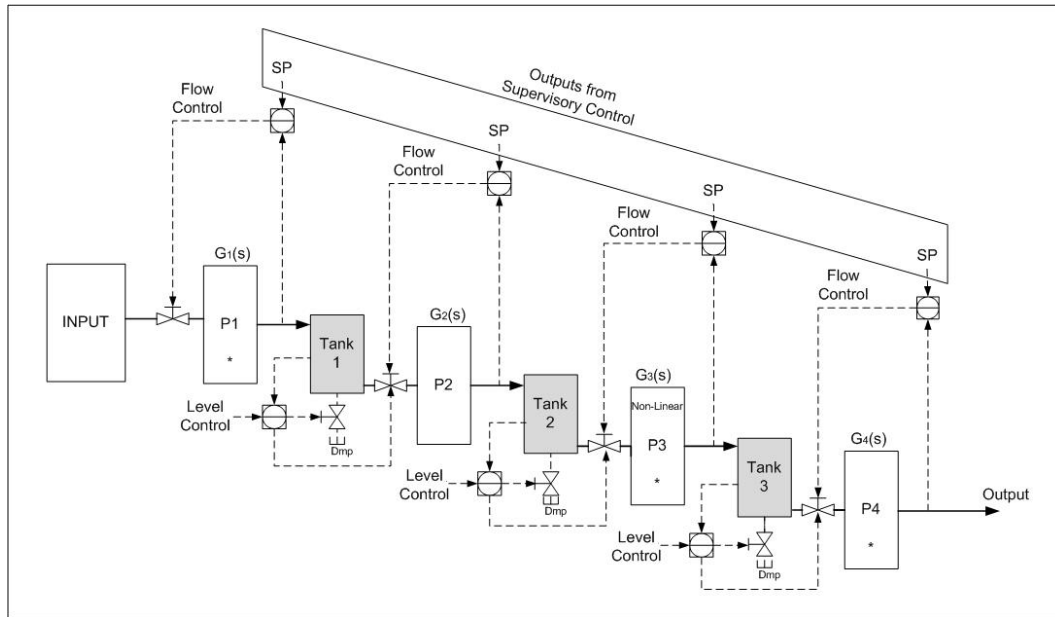 Outputs from
Supervisory Control
SP
Flow
Control
SP
Flow
Control
SP
Flow
Control
SP
Flow
Control
G1(s)
INPUT
P1
*
Tank
1
Level
Control
Dmp
G2(s)
P2
Tank
2
Level
Control
Dmp
G3(s)
Non-Linear
P3
*
Tank
3
Level
Control
Dmp
G4(s)
P4
*
Output